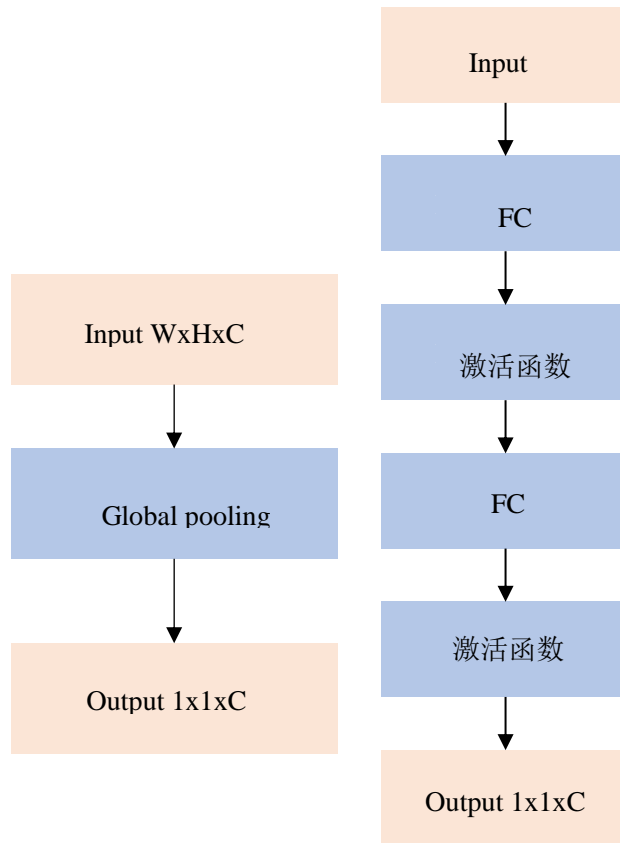 Input WxHxC
Global pooling
Output 1x1xC
Input
FC
激活函数
FC
激活函数
Output 1x1xC